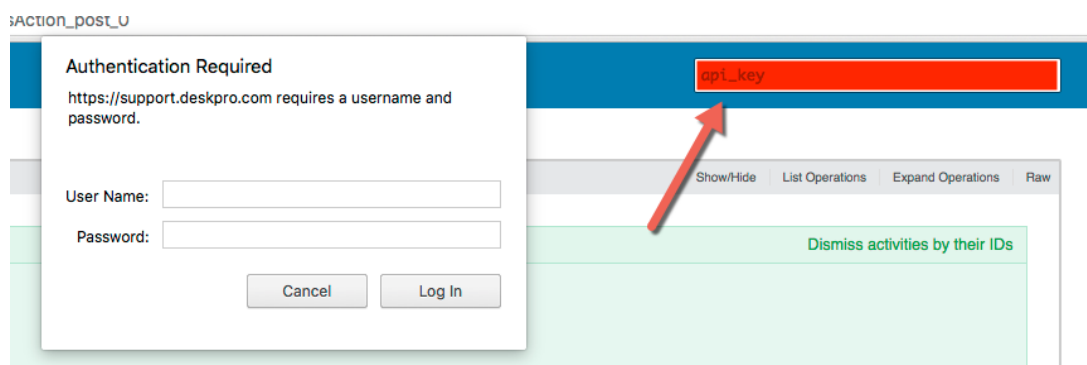 sAction_post_0
Authentication Required
https://support.deskpro.com requires a username and
password.
api_key
User Name:
Password:
Cancel
Log In
Show/Hide
List Operations
Expand Operations
Raw
Dismiss activities by their IDs